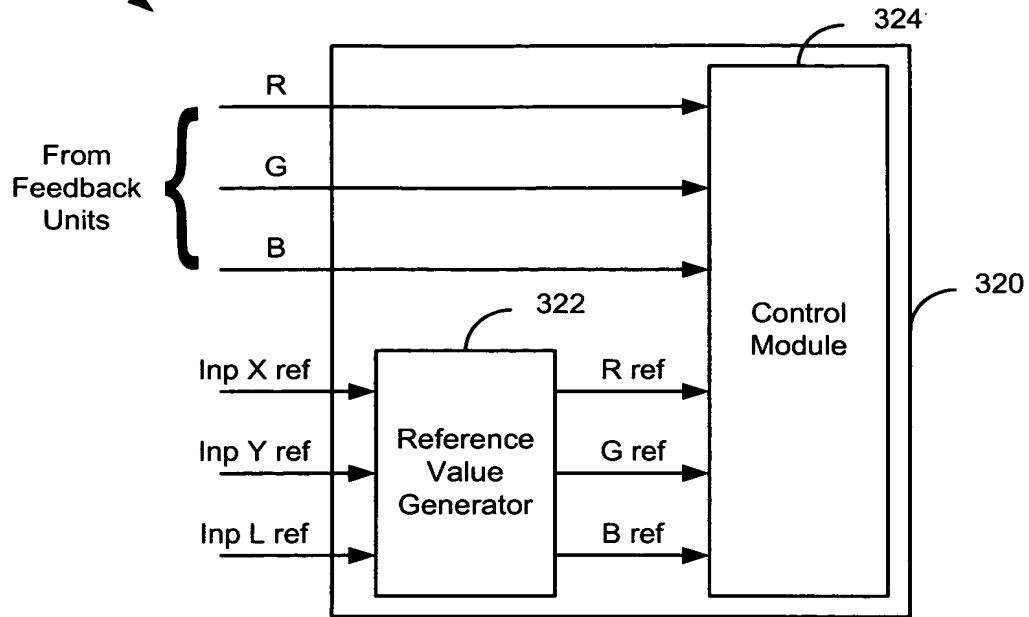 324
R
From
Feedback
Units
G
B
320
322
Control
Module
Inp X ref
R ref
Reference
Value
Generator
Inp Y ref
G ref
Inp L ref
B ref